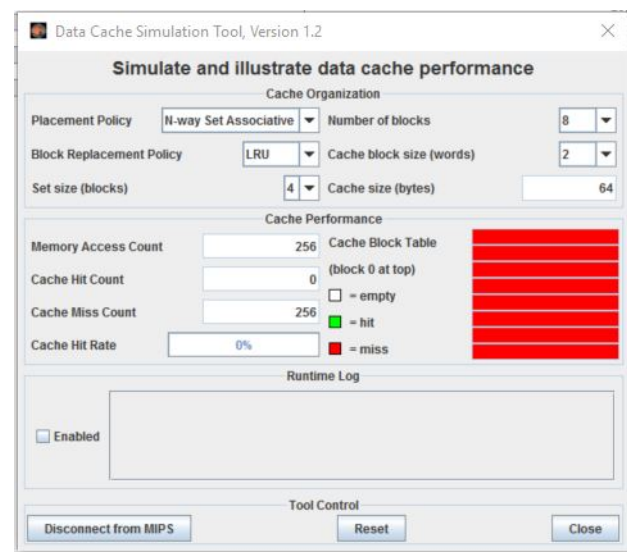 Data Cache Simulation Tool, Version 1.2
Simulate and illustrate data cache performance
Cache Organization
Placement Policy N-way Set Associative Number of blocks 8
Block Replacement Policy LRU Cache block size (words) 2
Set size (blocks) 4 Cache size (bytes) 64
Cache Performance
Memory Access Count 256 Cache Block Table
(block 0 at top)
Cache Hit Count 0
= empty
Cache Miss Count 256
= hit
Cache Hit Rate 0%
= miss
Runtime Log
Enabled
Tool Control
Disconnect from MIPS Reset Close